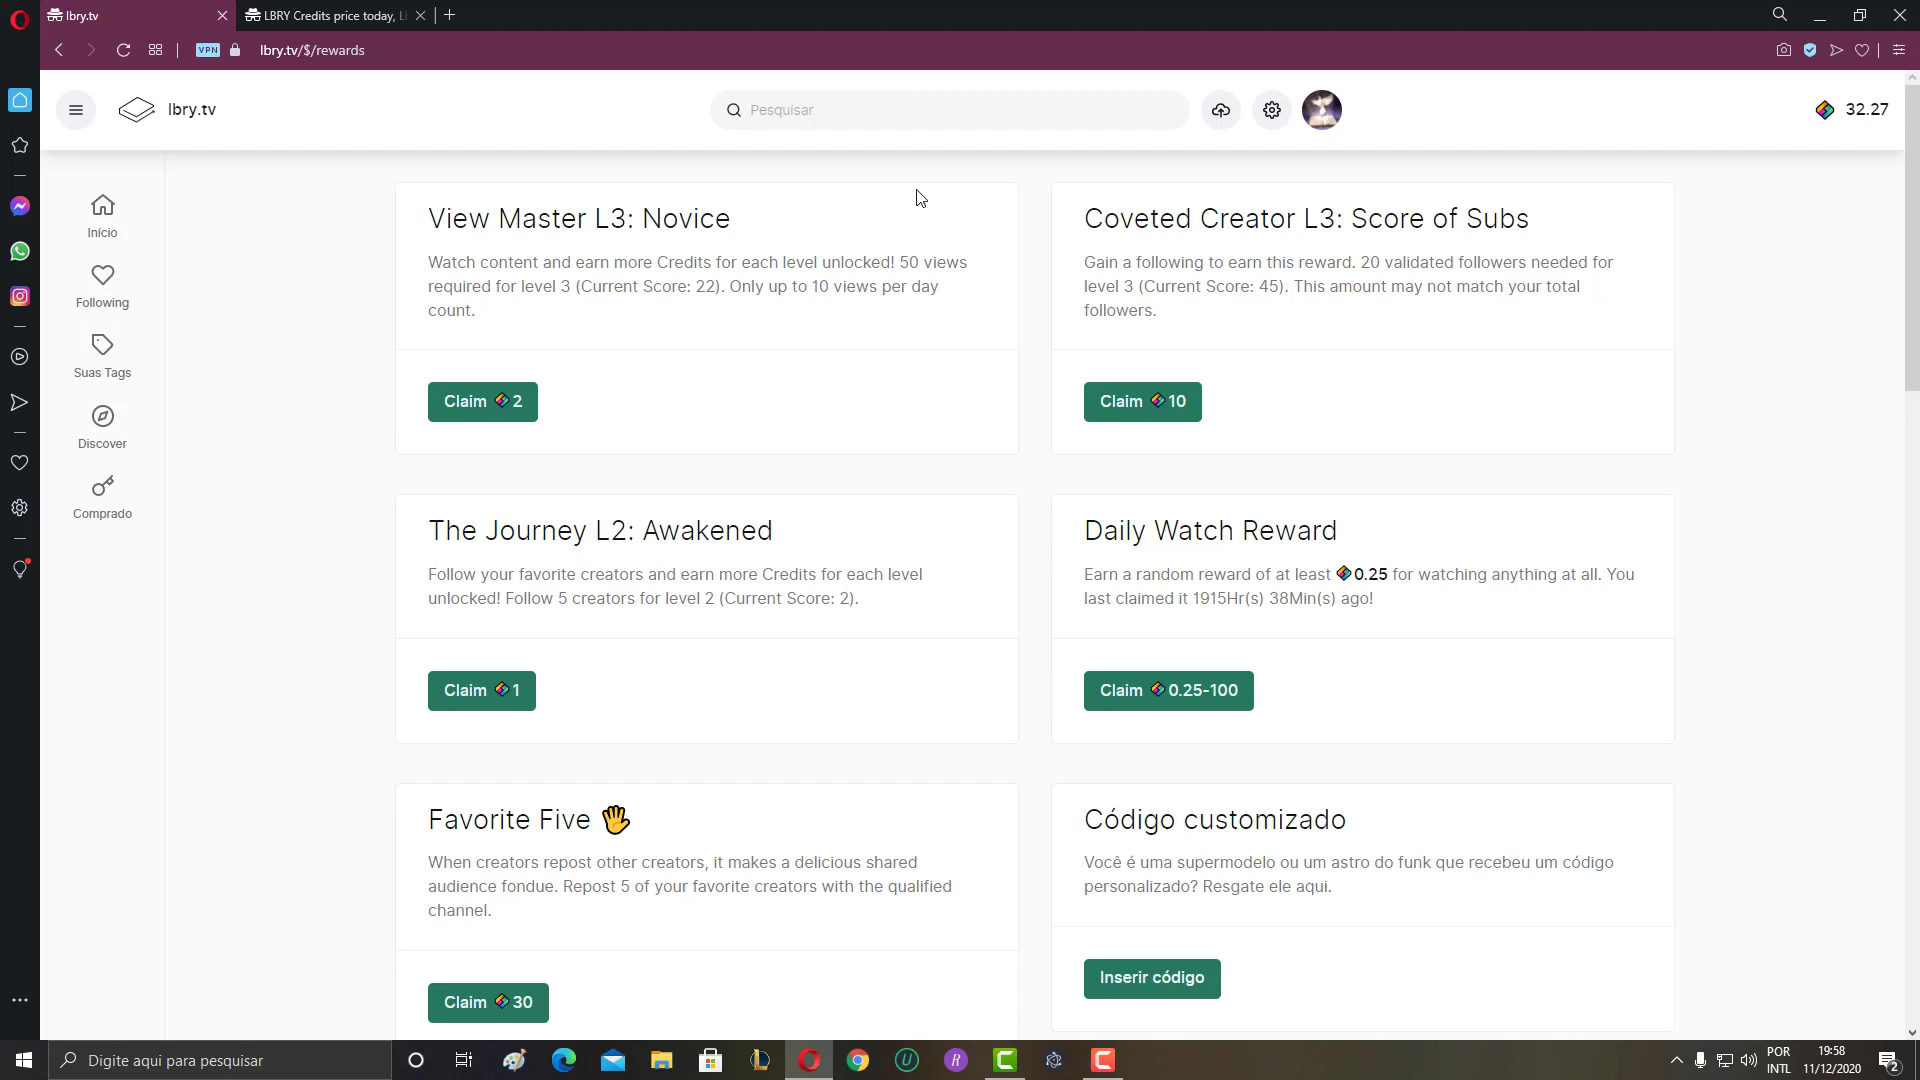 lbry.tv
LBRY Credits price today, L
VPN
lbry.tv/$/rewards
lbry.tv
Pesquisar
32.27
Início
Following
Suas Tags
Discover
Comprado
View Master L3: Novice
Watch content and earn more Credits for each level unlocked! 50 views
required for level 3 (Current Score: 22). Only up to 10 views per day
count.
Claim 2
Coveted Creator L3: Score of Subs
Gain a following to earn this reward. 20 validated followers needed for
level 3 (Current Score: 45). This amount may not match your total
followers.
Claim 10
The Journey L2: Awakened
Follow your favorite creators and earn more Credits for each level
unlocked! Follow 5 creators for level 2 (Current Score: 2).
Claim 1
Daily Watch Reward
Earn a random reward of at least 0.25 for watching anything at all. You
last claimed it 1915Hr(s) 38Min(s) ago!
Claim 0.25-100
Favorite Five
When creators repost other creators, it makes a delicious shared
audience fondue. Repost 5 of your favorite creators with the qualified
channel.
Claim 30
Código customizado
Você é uma supermodelo ou um astro do funk que recebeu um código
personalizado? Resgate ele aqui.
Inserir código
Digite aqui para pesquisar
POR
INTL
19:58
11/12/2020
2